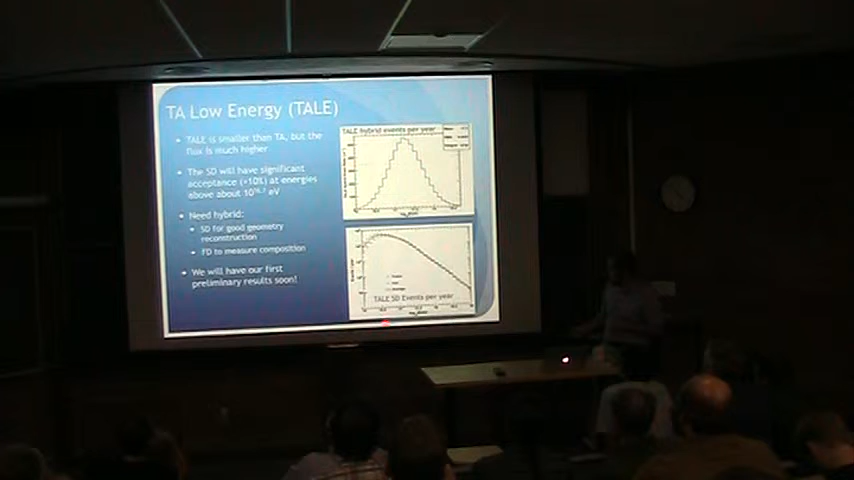 TA Low Energy (TALE)
TALE is smaller than TA, but the
flux is much higher
The SD will have significant
acceptance (>10%) at energies
above about 10 eV
Need hybrid:
SD for good geometry
reconstruction
FD to measure composition
We will have our first
preliminary results soon!
TALE hybrid events per year
TALE SD Events per year